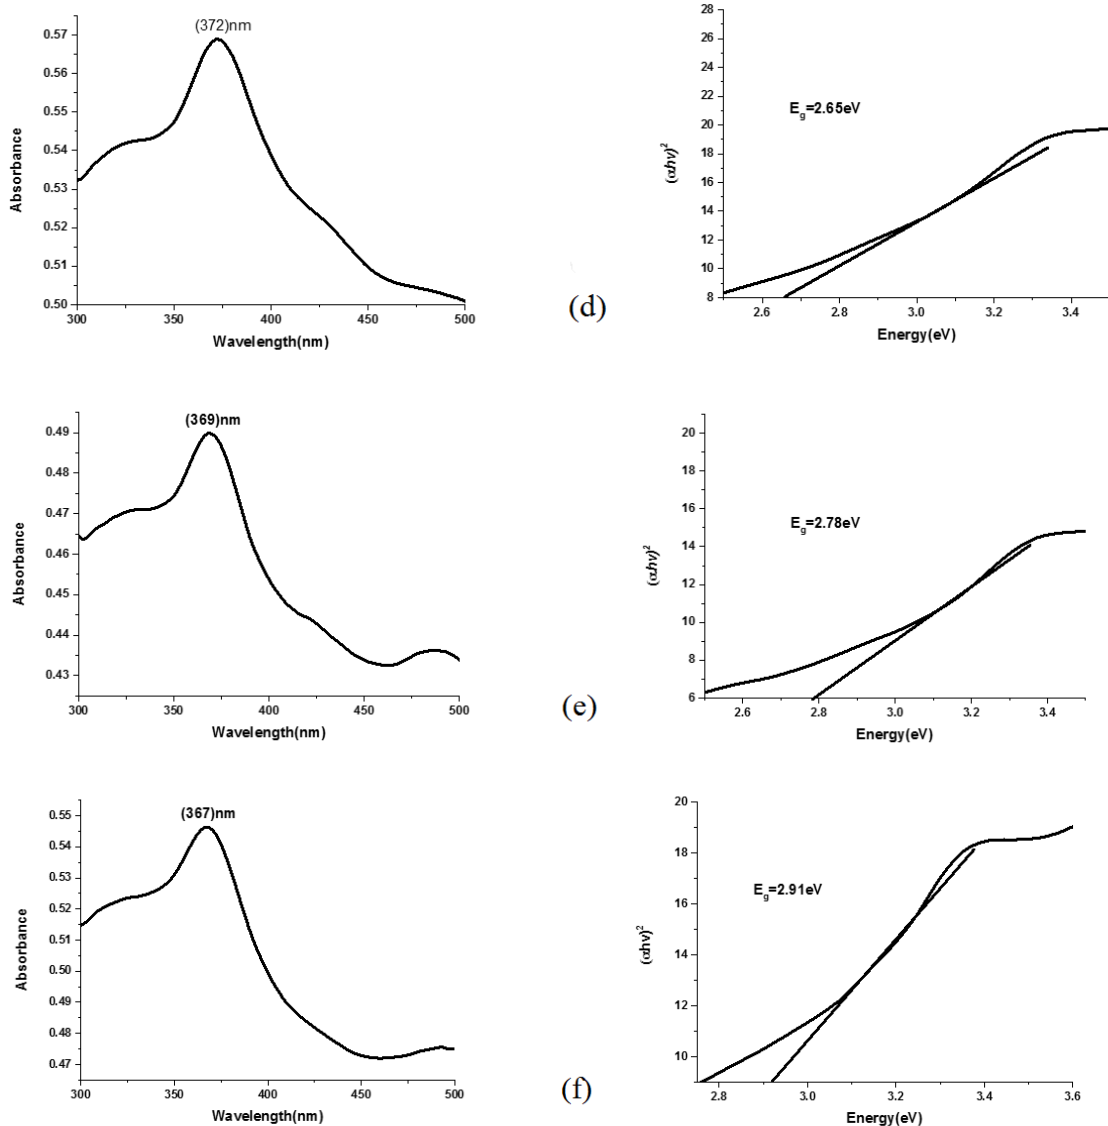 (372)nm
0.57
0.56
0.55
0.54
0.53
0.52
0.51
0.50
Absorbance
300 350 400 450 500
Wavelength(nm)
(d)
28
26
24
22
20
18
16
14
12
10
8
(αhν)²
E_g=2.65eV
2.6 2.8 3.0 3.2 3.4
Energy(eV)
(369)nm
0.49
0.48
0.47
0.46
0.45
0.44
0.43
Absorbance
300 350 400 450 500
Wavelength(nm)
(e)
20
18
16
14
12
10
8
6
(αhν)²
E_g=2.78eV
2.6 2.8 3.0 3.2 3.4
Energy(eV)
(367)nm
0.55
0.54
0.53
0.52
0.51
0.50
0.49
0.48
0.47
Absorbance
300 350 400 450 500
Wavelength(nm)
(f)
20
18
16
14
12
10
(αhν)²
E_g=2.91eV
2.8 3.0 3.2 3.4 3.6
Energy(eV)